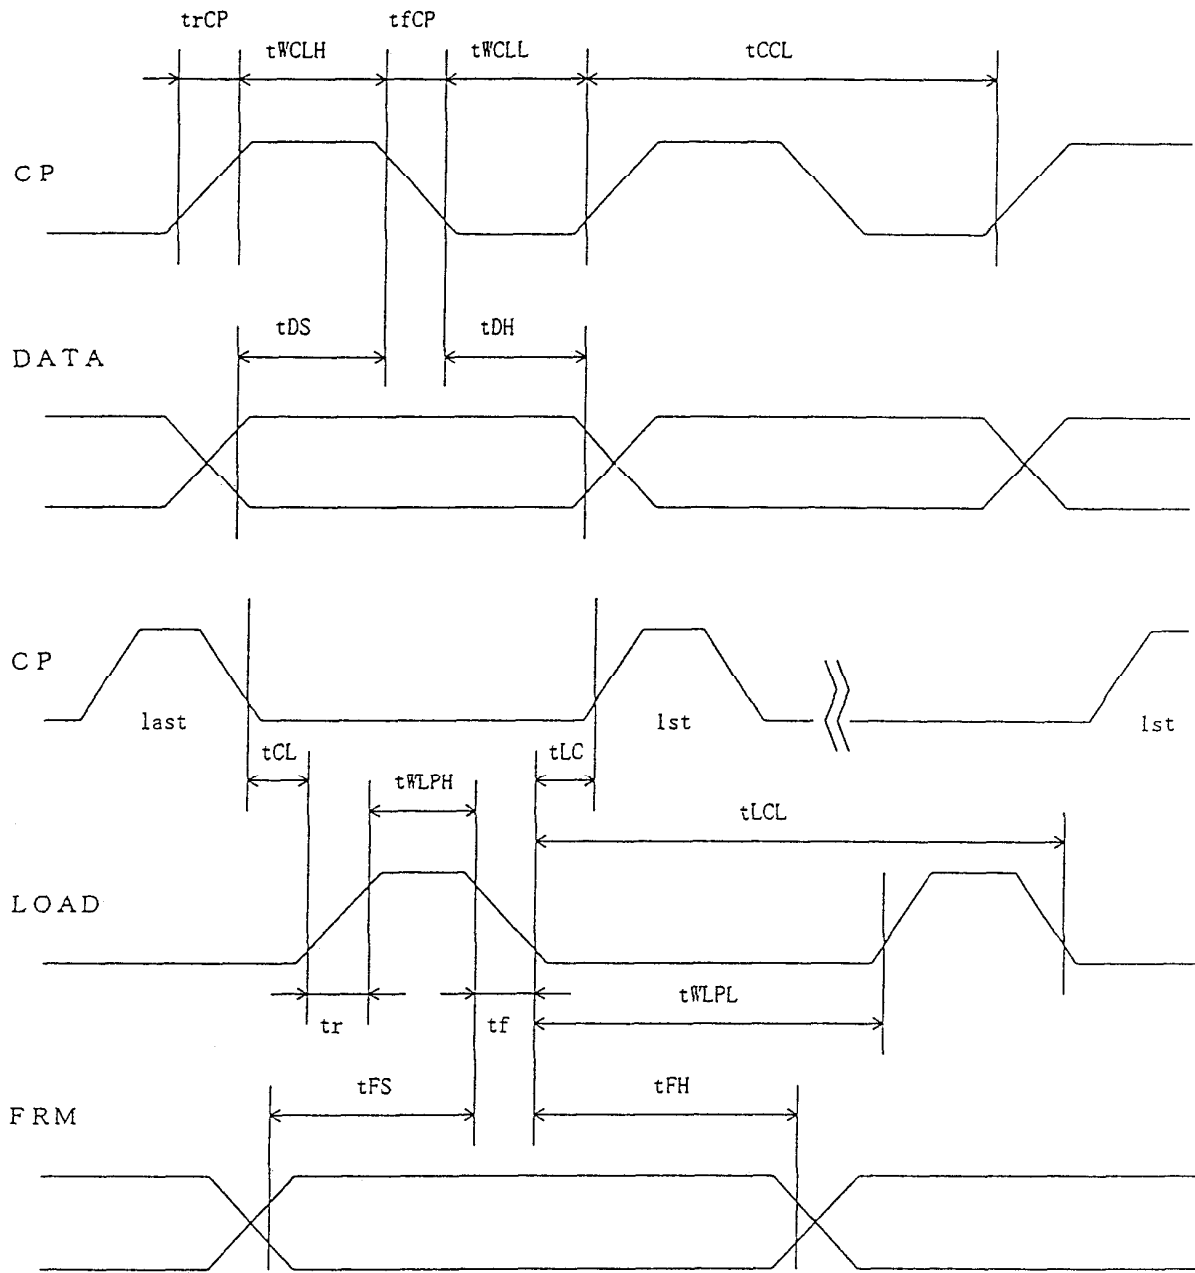 trCP tfCP
tWCLH tWCLL tCCL
CP
tDS tDH
DATA
CP
last 1st 1st
tCL tLC
tWLPH
tLCL
LOAD
tWLPL
tr tf
tFS tFH
FRM